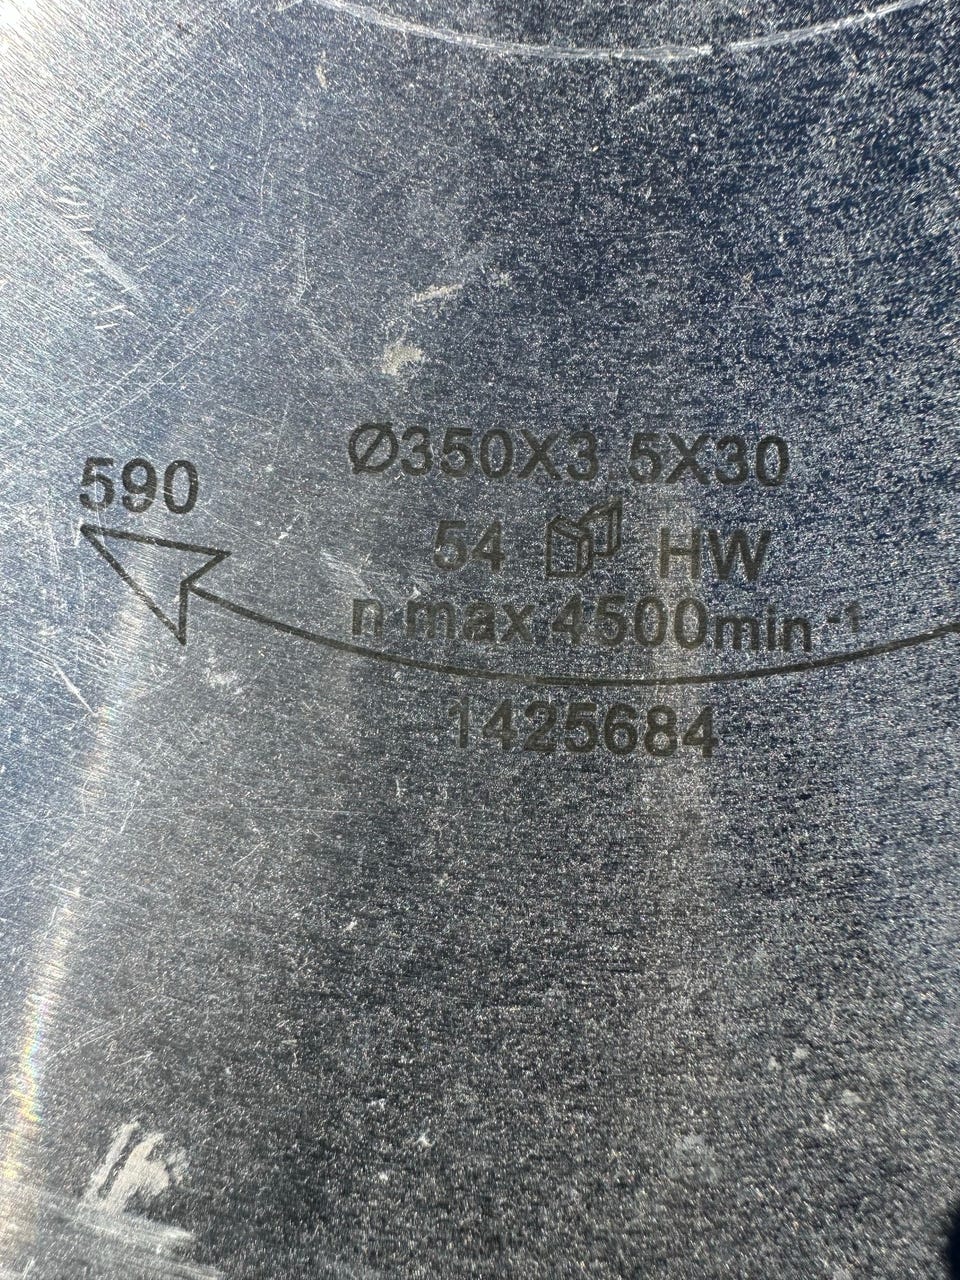 590
Ø350X3.5X30
54 HW
n max 4500min⁻¹
1425684